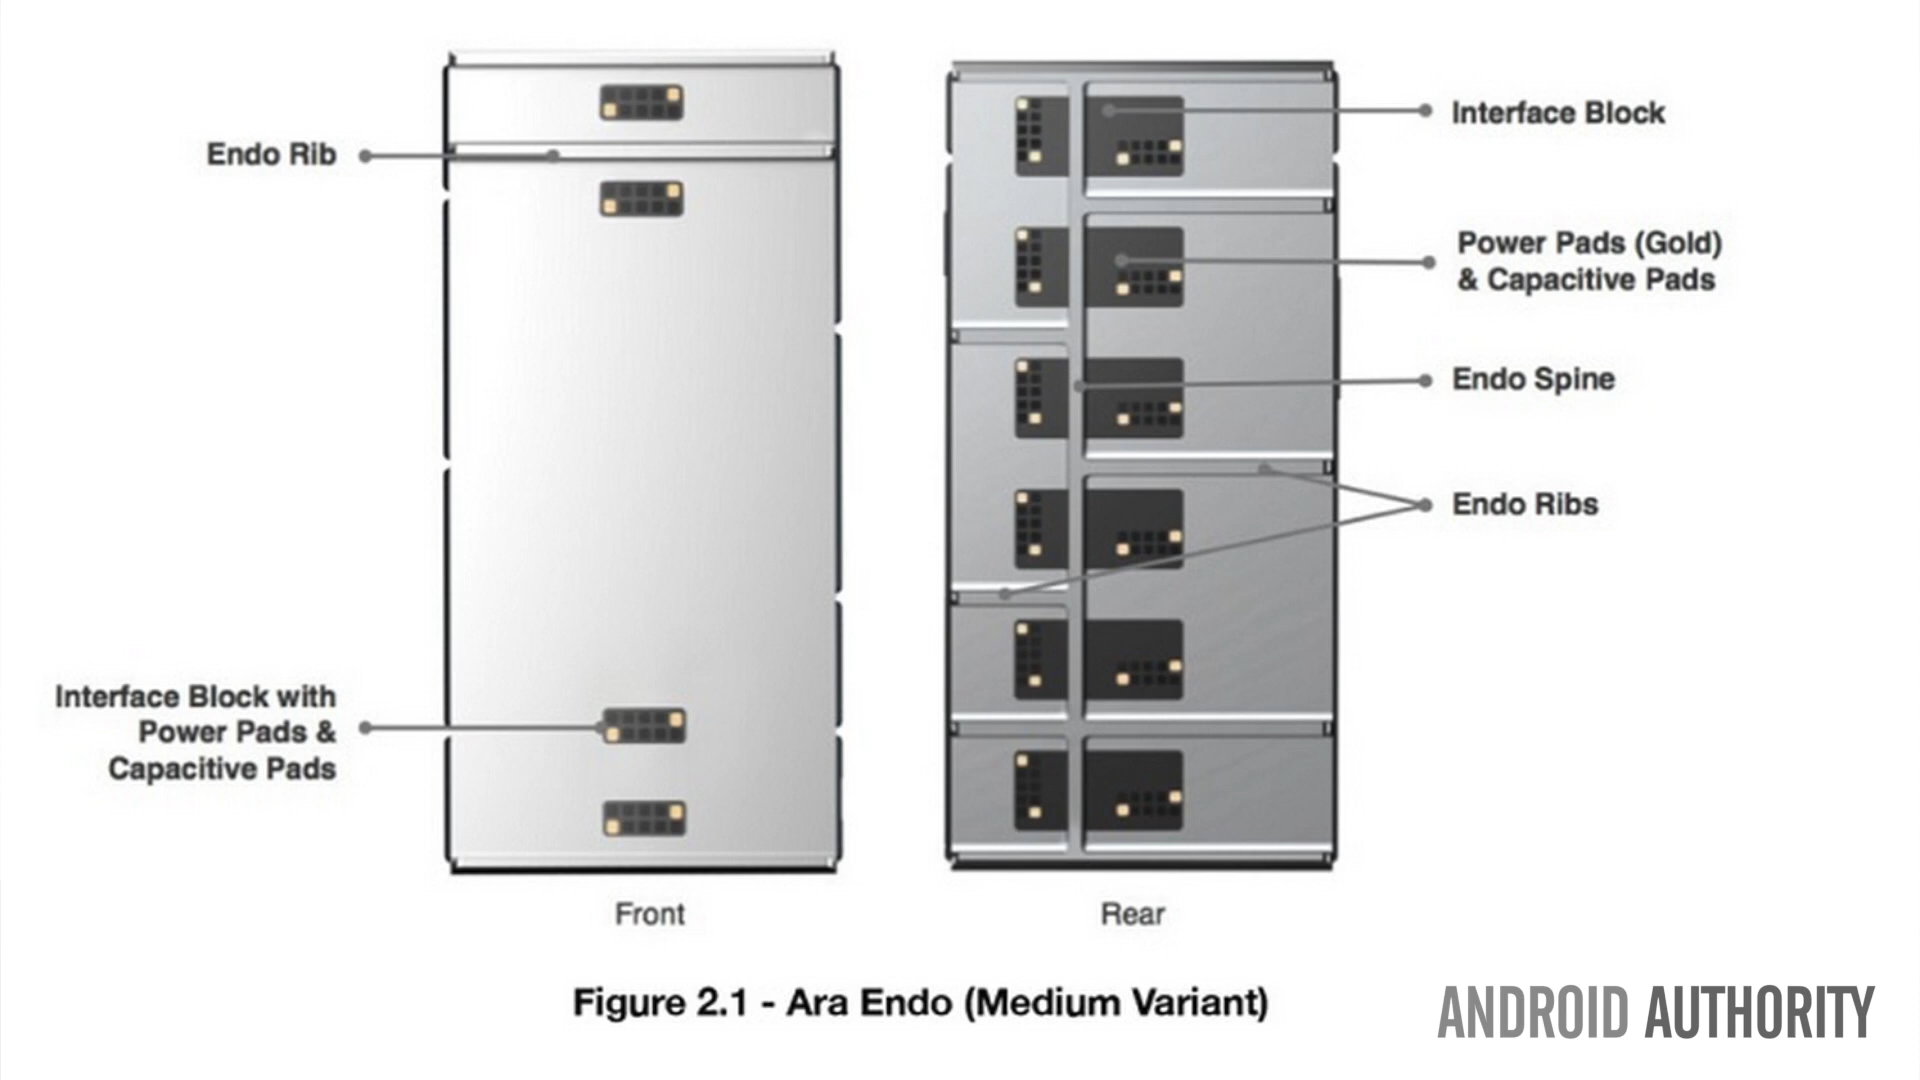 Endo Rib
Interface Block with
Power Pads &
Capacitive Pads
Front
Interface Block
Power Pads (Gold)
& Capacitive Pads
Endo Spine
Endo Ribs
Rear
Figure 2.1 - Ara Endo (Medium Variant)
ANDROID AUTHORITY